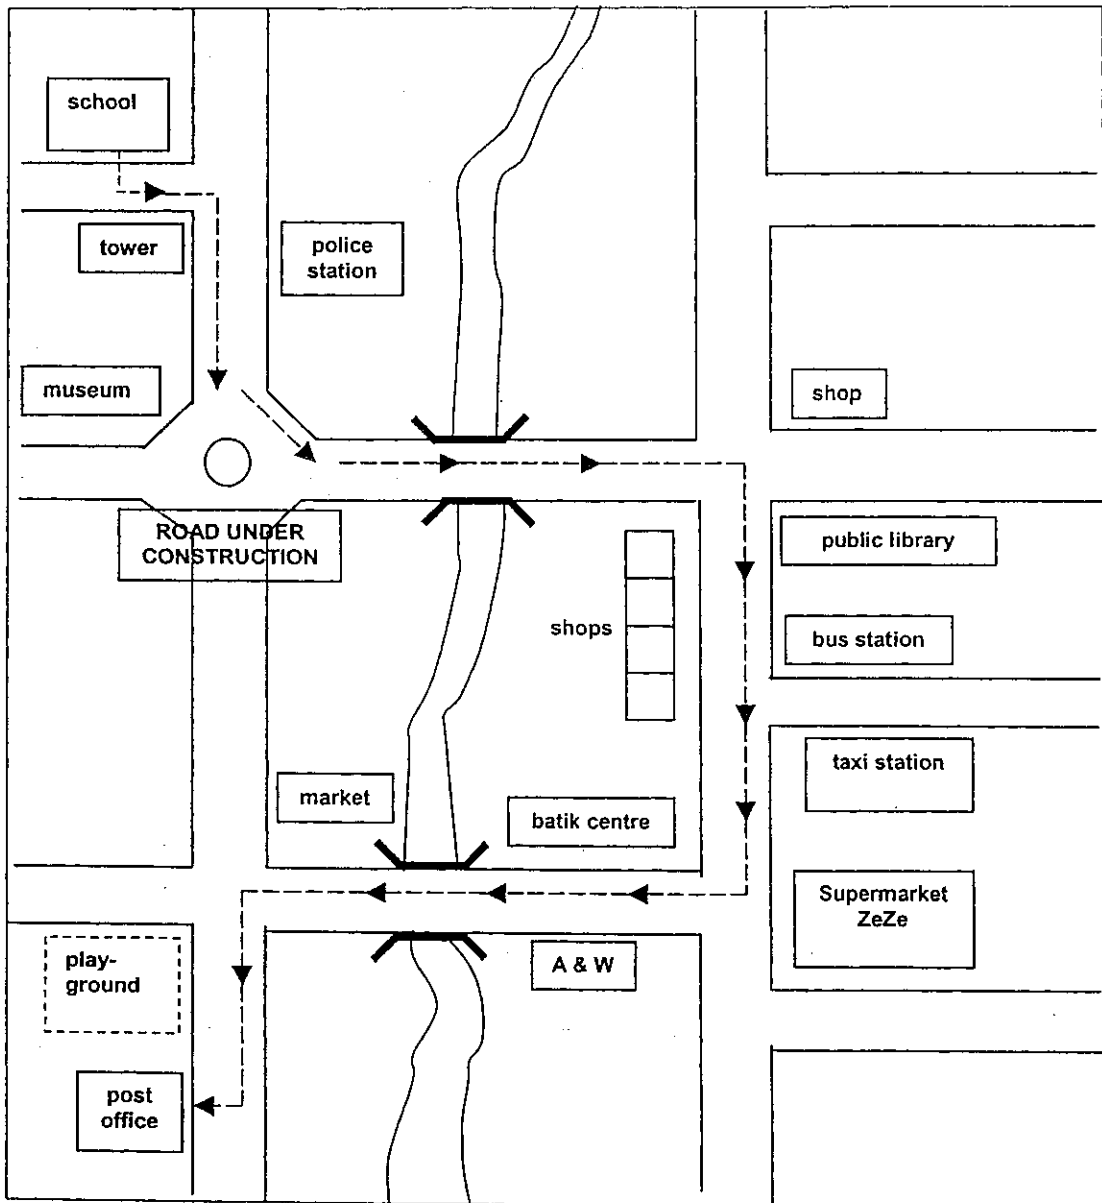 school
tower
police
station
museum
shop
ROAD UNDER
CONSTRUCTION
public library
shops
bus station
taxi station
market
batik centre
Supermarket
ZeZe
play-
ground
A & W
post
office